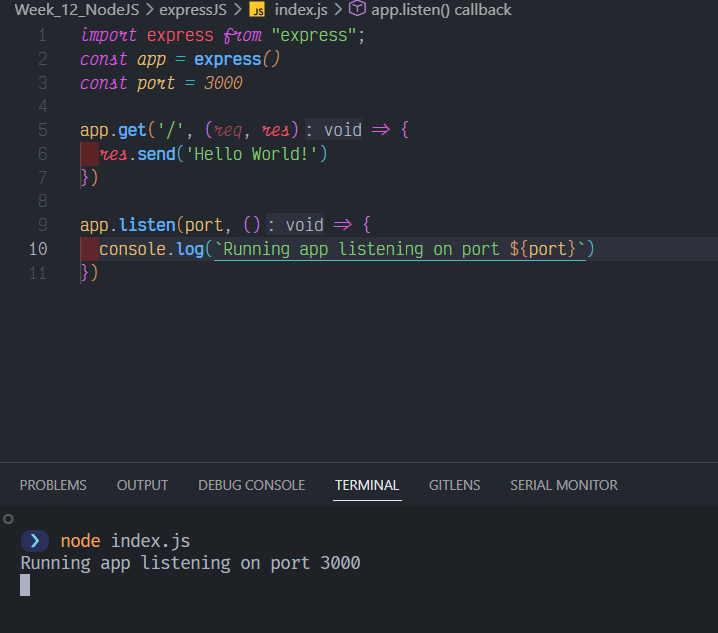 Week_12_NodeJS > expressJS > JS index.js > app.listen() callback
1 import express from "express";
2 const app = express()
3 const port = 3000
4
5 app.get('/', (req, res): void => {
6 res.send('Hello World!')
7 })
8
9 app.listen(port, (): void => {
10 console.log(`Running app listening on port ${port}`)
11 })
PROBLEMS OUTPUT DEBUG CONSOLE TERMINAL GITLENS SERIAL MONITOR
❯ node index.js
Running app listening on port 3000